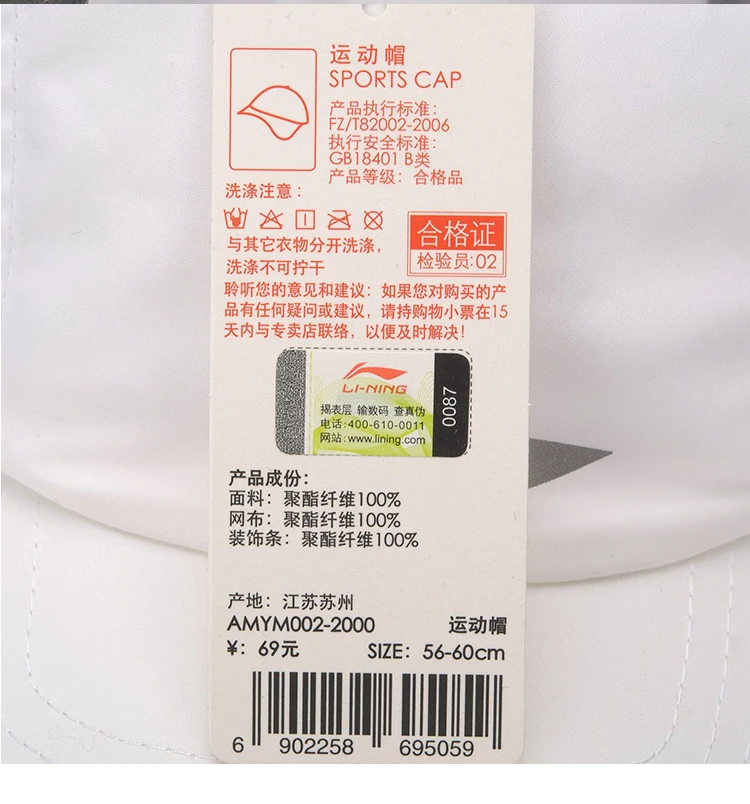 运动帽
SPORTS CAP
产品执行标准：
FZ/T82002-2006
执行安全标准：
GB18401 B类
产品等级：合格品
洗涤注意：
与其它衣物分开洗涤，
洗涤不可拧干
合格证
检验员:02
聆听您的意见和建议：如果您对购买的产
品有任何疑问或建议，请持购物小票在15
天内与专卖店联络，以便及时解决！
LI-NING
揭表层 输数码 查真伪
电话:400-610-0011
网站:www.lining.com
0087
产品成份：
面料：聚酯纤维100%
网布：聚酯纤维100%
装饰条：聚酯纤维100%
产地：江苏苏州
AMYM002-2000 运动帽
¥：69元 SIZE：56-60cm
6 902258 695059